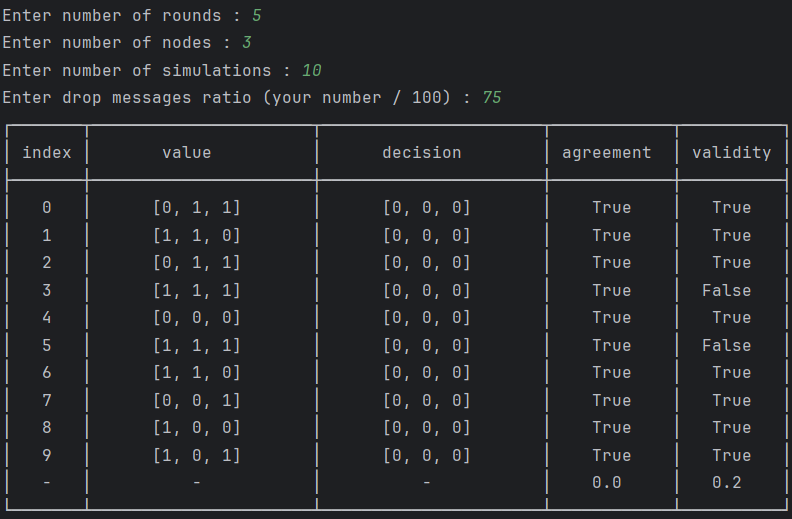 Enter number of rounds : 5
Enter number of nodes : 3
Enter number of simulations : 10
Enter drop messages ratio (your number / 100) : 75
index value decision agreement validity
0 [0, 1, 1] [0, 0, 0] True True
1 [1, 1, 0] [0, 0, 0] True True
2 [0, 1, 1] [0, 0, 0] True True
3 [1, 1, 1] [0, 0, 0] True False
4 [0, 0, 0] [0, 0, 0] True True
5 [1, 1, 1] [0, 0, 0] True False
6 [1, 1, 0] [0, 0, 0] True True
7 [0, 0, 1] [0, 0, 0] True True
8 [1, 0, 0] [0, 0, 0] True True
9 [1, 0, 1] [0, 0, 0] True True
- - - 0.0 0.2